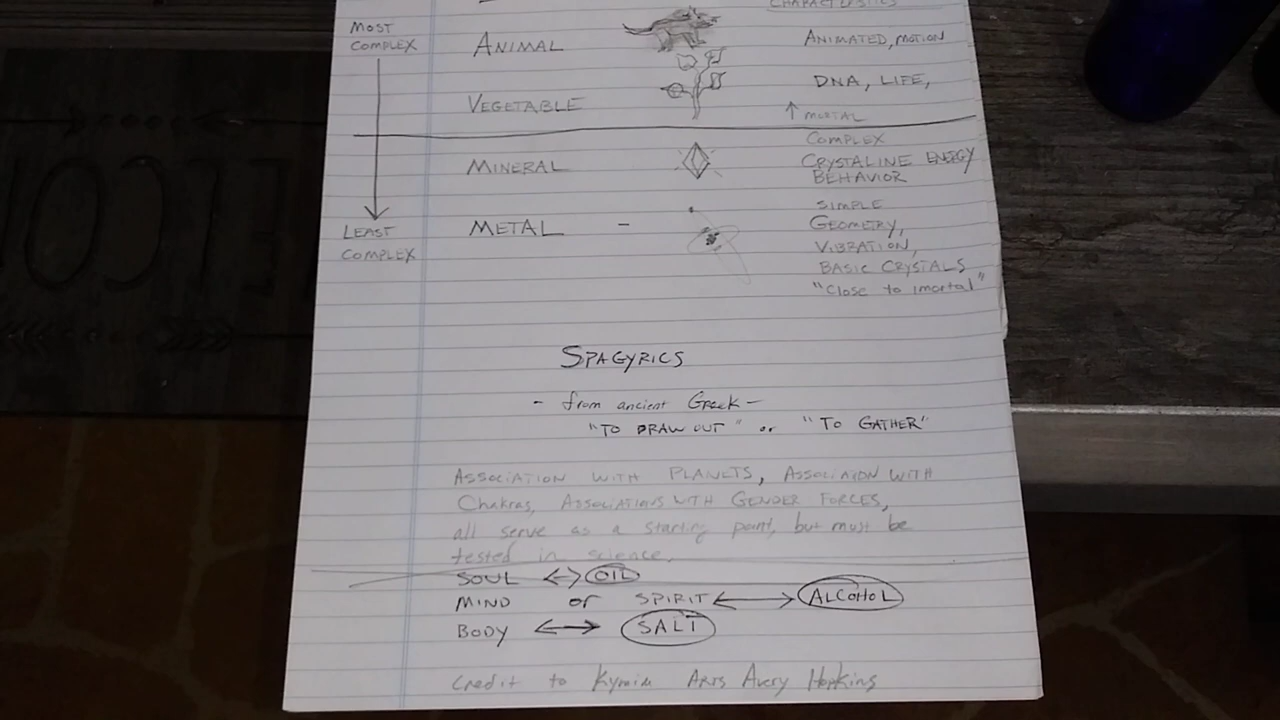 CHARACTERISTICS
MOST
COMPLEX
ANIMAL
ANIMATED, MOTION
VEGETABLE
DNA, LIFE,
↑ MORTAL
MINERAL
COMPLEX
CRYSTALINE ENERGY
BEHAVIOR
LEAST
COMPLEX
METAL –
SIMPLE
GEOMETRY,
VIBRATION,
BASIC CRYSTALS
"Close to imortal"
SPAGYRICS
- from ancient Greek -
"TO DRAW OUT" or "TO GATHER"
ASSOCIATION WITH PLANETS, ASSOCIAION WITH
Chakras, ASSOCIATIONS WITH GENDER FORCES,
all serve as a starting point, but must be
tested in science.
SOUL <-> OIL
MIND or SPIRIT <-> ALCOHOL
BODY <-> SALT
Credit to Kymia Arts Avery Hopkins